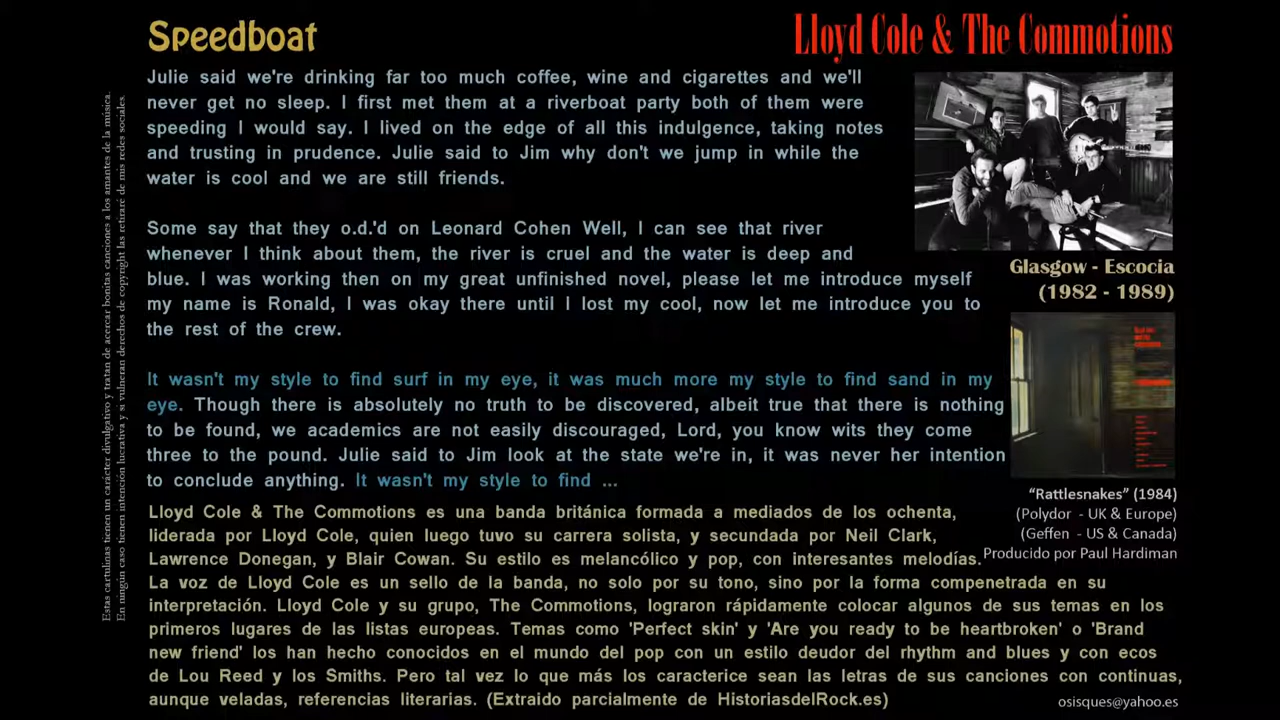 Speedboat
Lloyd Cole & The Commotions
Julie said we're drinking far too much coffee, wine and cigarettes and we'll
never get no sleep. I first met them at a riverboat party both of them were
speeding I would say. I lived on the edge of all this indulgence, taking notes
and trusting in prudence. Julie said to Jim why don't we jump in while the
water is cool and we are still friends.
Some say that they o.d.'d on Leonard Cohen Well, I can see that river
whenever I think about them, the river is cruel and the water is deep and
blue. I was working then on my great unfinished novel, please let me introduce myself
my name is Ronald, I was okay there until I lost my cool, now let me introduce you to
the rest of the crew.
It wasn't my style to find surf in my eye, it was much more my style to find sand in my
eye. Though there is absolutely no truth to be discovered, albeit true that there is nothing
to be found, we academics are not easily discouraged, Lord, you know wits they come
three to the pound. Julie said to Jim look at the state we're in, it was never her intention
to conclude anything. It wasn't my style to find ...
Glasgow - Escocia
(1982 - 1989)
“Rattlesnakes” (1984)
(Polydor - UK & Europe)
(Geffen - US & Canada)
Producido por Paul Hardiman
Lloyd Cole & The Commotions es una banda británica formada a mediados de los ochenta,
liderada por Lloyd Cole, quien luego tuvo su carrera solista, y secundada por Neil Clark,
Lawrence Donegan, y Blair Cowan. Su estilo es melancólico y pop, con interesantes melodías.
La voz de Lloyd Cole es un sello de la banda, no solo por su tono, sino por la forma compenetrada en su
interpretación. Lloyd Cole y su grupo, The Commotions, lograron rápidamente colocar algunos de sus temas en los
primeros lugares de las listas europeas. Temas como 'Perfect skin' y 'Are you ready to be heartbroken' o 'Brand
new friend' los han hecho conocidos en el mundo del pop con un estilo deudor del rhythm and blues y con ecos
de Lou Reed y los Smiths. Pero tal vez lo que más los caracterice sean las letras de sus canciones con continuas,
aunque veladas, referencias literarias. (Extraido parcialmente de HistoriasdelRock.es)
osisques@yahoo.es
Estas cartulinas tienen un carácter divulgativo y tratan de acercar bonitas canciones a los amantes de la música.
En ningún caso tienen intención lucrativa y si vulneran derechos de copyright las retiraré de mis redes sociales.